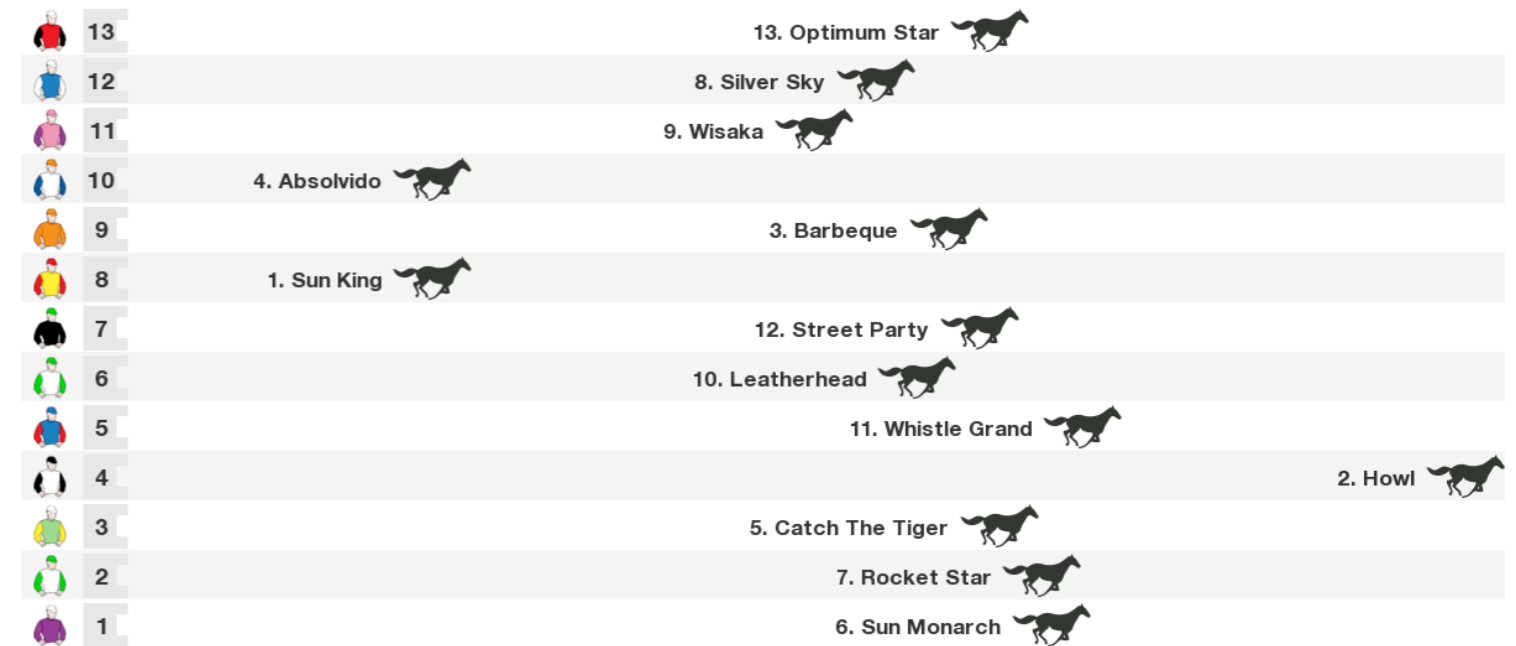 13 13. Optimum Star
12 8. Silver Sky
11 9. Wisaka
10 4. Absolvido
9 3. Barbeque
8 1. Sun King
7 12. Street Party
6 10. Leatherhead
5 11. Whistle Grand
4 2. Howl
3 5. Catch The Tiger
2 7. Rocket Star
1 6. Sun Monarch